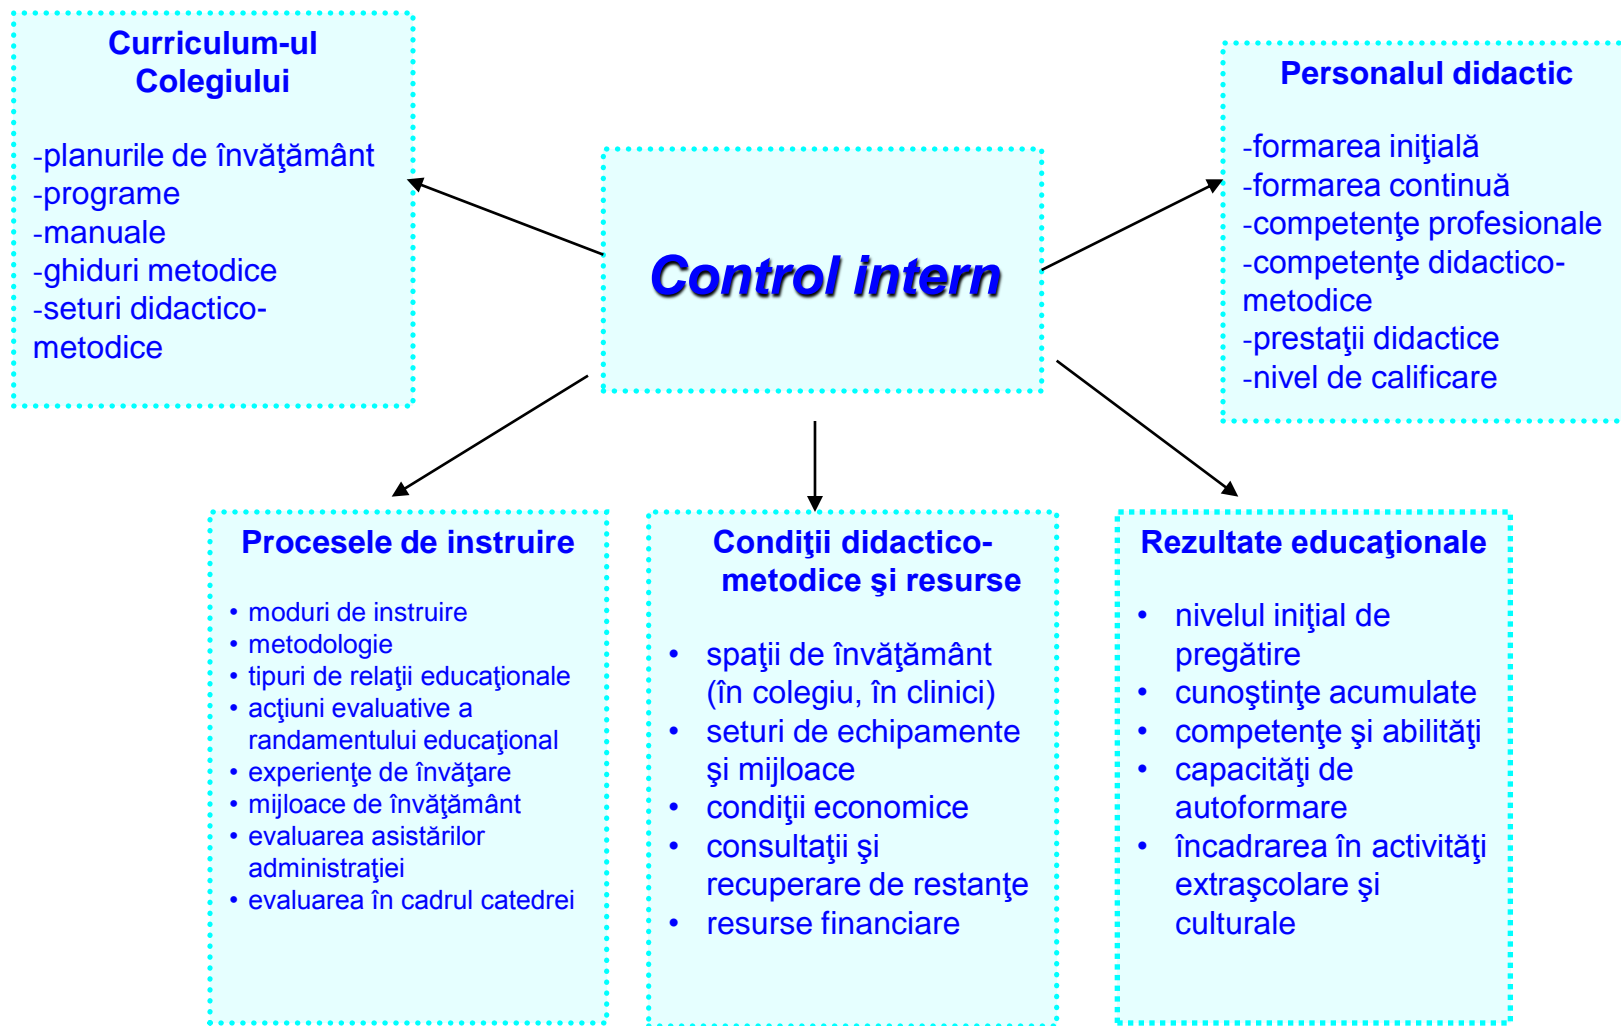 Curriculum-ul
Colegiului
-planurile de învăţământ
-programe
-manuale
-ghiduri metodice
-seturi didactico-
metodice
Control intern
Personalul didactic
-formarea iniţială
-formarea continuă
-competenţe profesionale
-competenţe didactico-
metodice
-prestaţii didactice
-nivel de calificare
Procesele de instruire
• moduri de instruire
• metodologie
• tipuri de relaţii educaţionale
• acţiuni evaluative a
randamentului educaţional
• experienţe de învăţare
• mijloace de învăţământ
• evaluarea asistărilor
administraţiei
• evaluarea în cadrul catedrei
Condiţii didactico-
metodice şi resurse
• spaţii de învăţământ
(în colegiu, în clinici)
• seturi de echipamente
şi mijloace
• condiţii economice
• consultaţii şi
recuperare de restanţe
• resurse financiare
Rezultate educaţionale
• nivelul iniţial de
pregătire
• cunoştinţe acumulate
• competenţe şi abilităţi
• capacităţi de
autoformare
• încadrarea în activităţi
extraşcolare şi
culturale